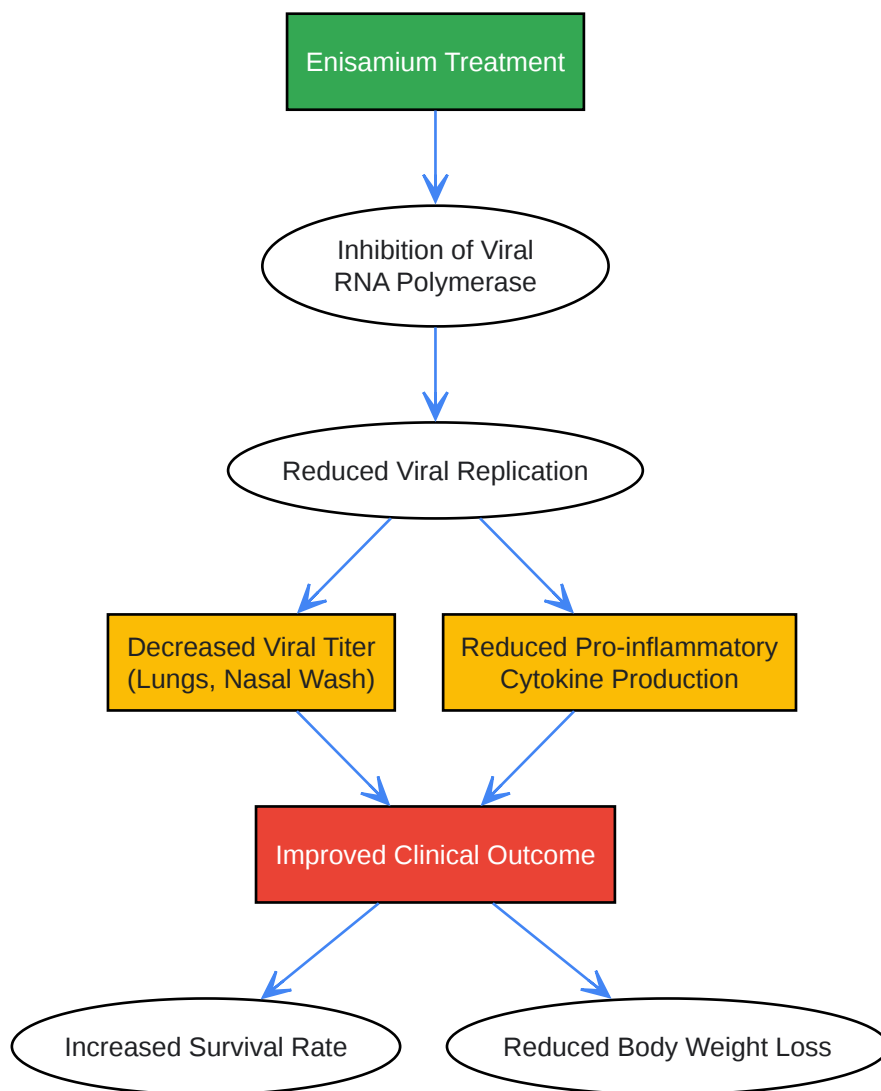 Enisamium Treatment
Inhibition of Viral
RNA Polymerase
Reduced Viral Replication
Decreased Viral Titer
(Lungs, Nasal Wash)
Reduced Pro-inflammatory
Cytokine Production
Improved Clinical Outcome
Increased Survival Rate
Reduced Body Weight Loss